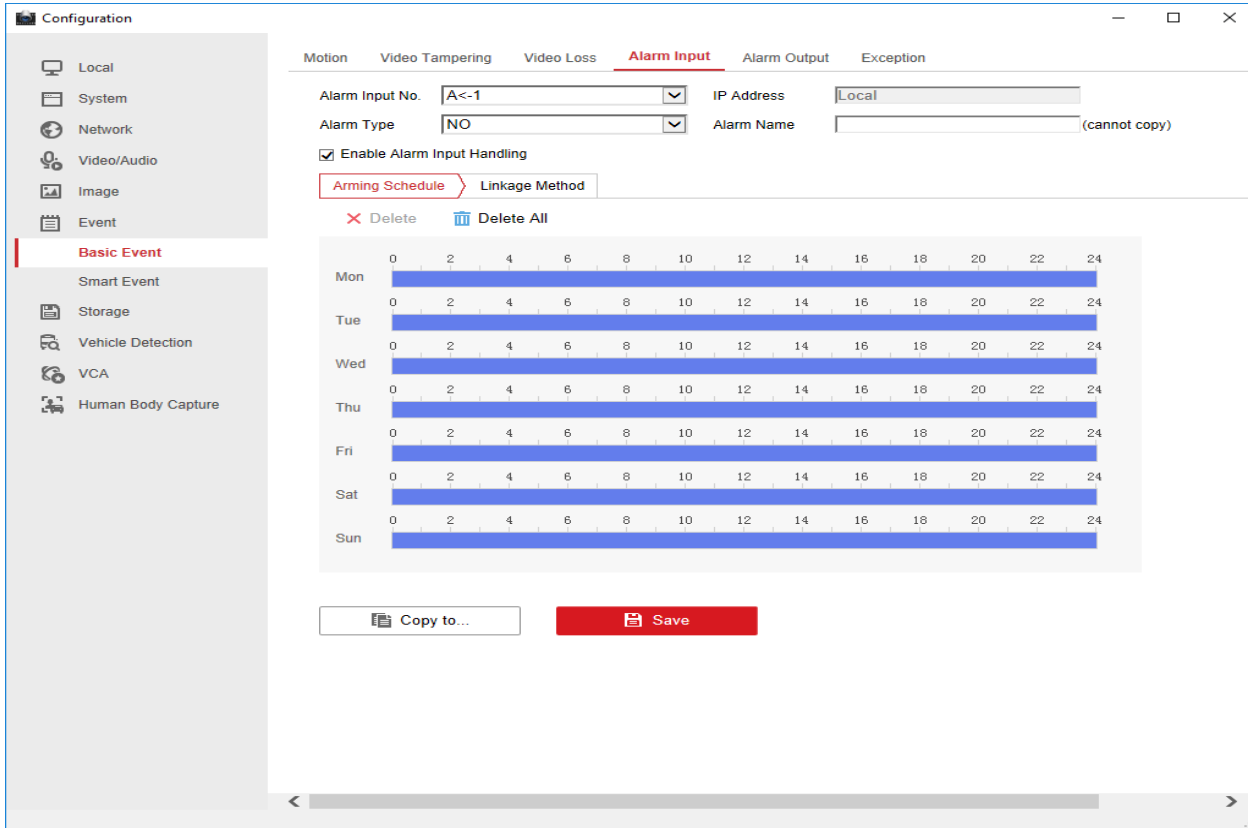 Configuration
Local
System
Network
Video/Audio
Image
Event
Basic Event
Smart Event
Storage
Vehicle Detection
VCA
Human Body Capture
Motion Video Tampering Video Loss Alarm Input Alarm Output Exception
Alarm Input No. A<-1 IP Address Local
Alarm Type NO Alarm Name (cannot copy)
Enable Alarm Input Handling
Arming Schedule Linkage Method
Delete Delete All
0 2 4 6 8 10 12 14 16 18 20 22 24
Mon
0 2 4 6 8 10 12 14 16 18 20 22 24
Tue
0 2 4 6 8 10 12 14 16 18 20 22 24
Wed
0 2 4 6 8 10 12 14 16 18 20 22 24
Thu
0 2 4 6 8 10 12 14 16 18 20 22 24
Fri
0 2 4 6 8 10 12 14 16 18 20 22 24
Sat
0 2 4 6 8 10 12 14 16 18 20 22 24
Sun
Copy to... Save